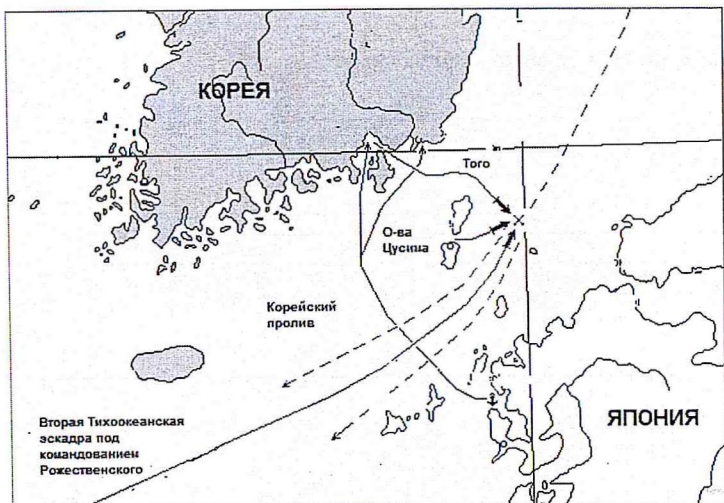 КОРЕЯ
Того
О-ва
Цусима
Корейский
пролив
Вторая Тихоокеанская
эскадра под
командованием
Рожественского
ЯПОНИЯ